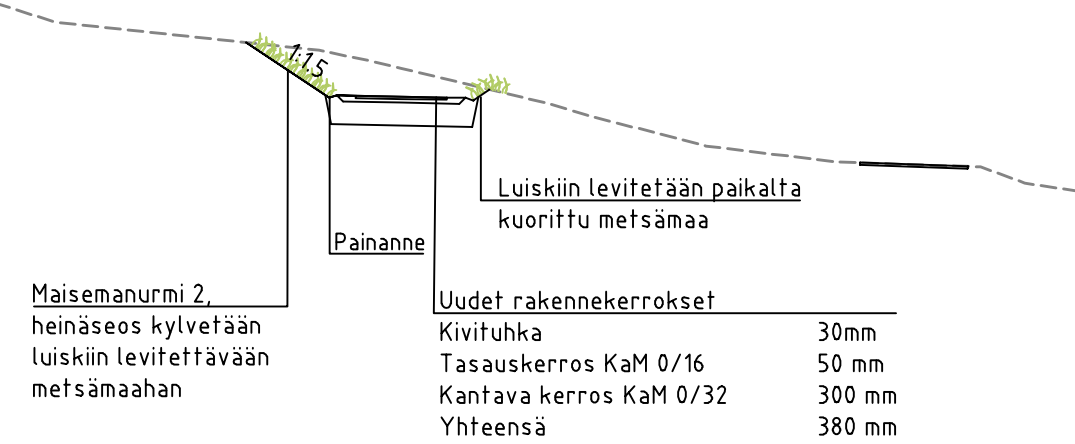 1:1.5
Luiskiin levitetään paikalta
kuorittu metsämaa
Painanne
Maisemanurmi 2,
heinäseos kylvetään
luiskiin levitettävään
metsämaahan
Uudet rakennekerrokset
Kivituhka 30mm
Tasauskerros KaM 0/16 50 mm
Kantava kerros KaM 0/32 300 mm
Yhteensä 380 mm